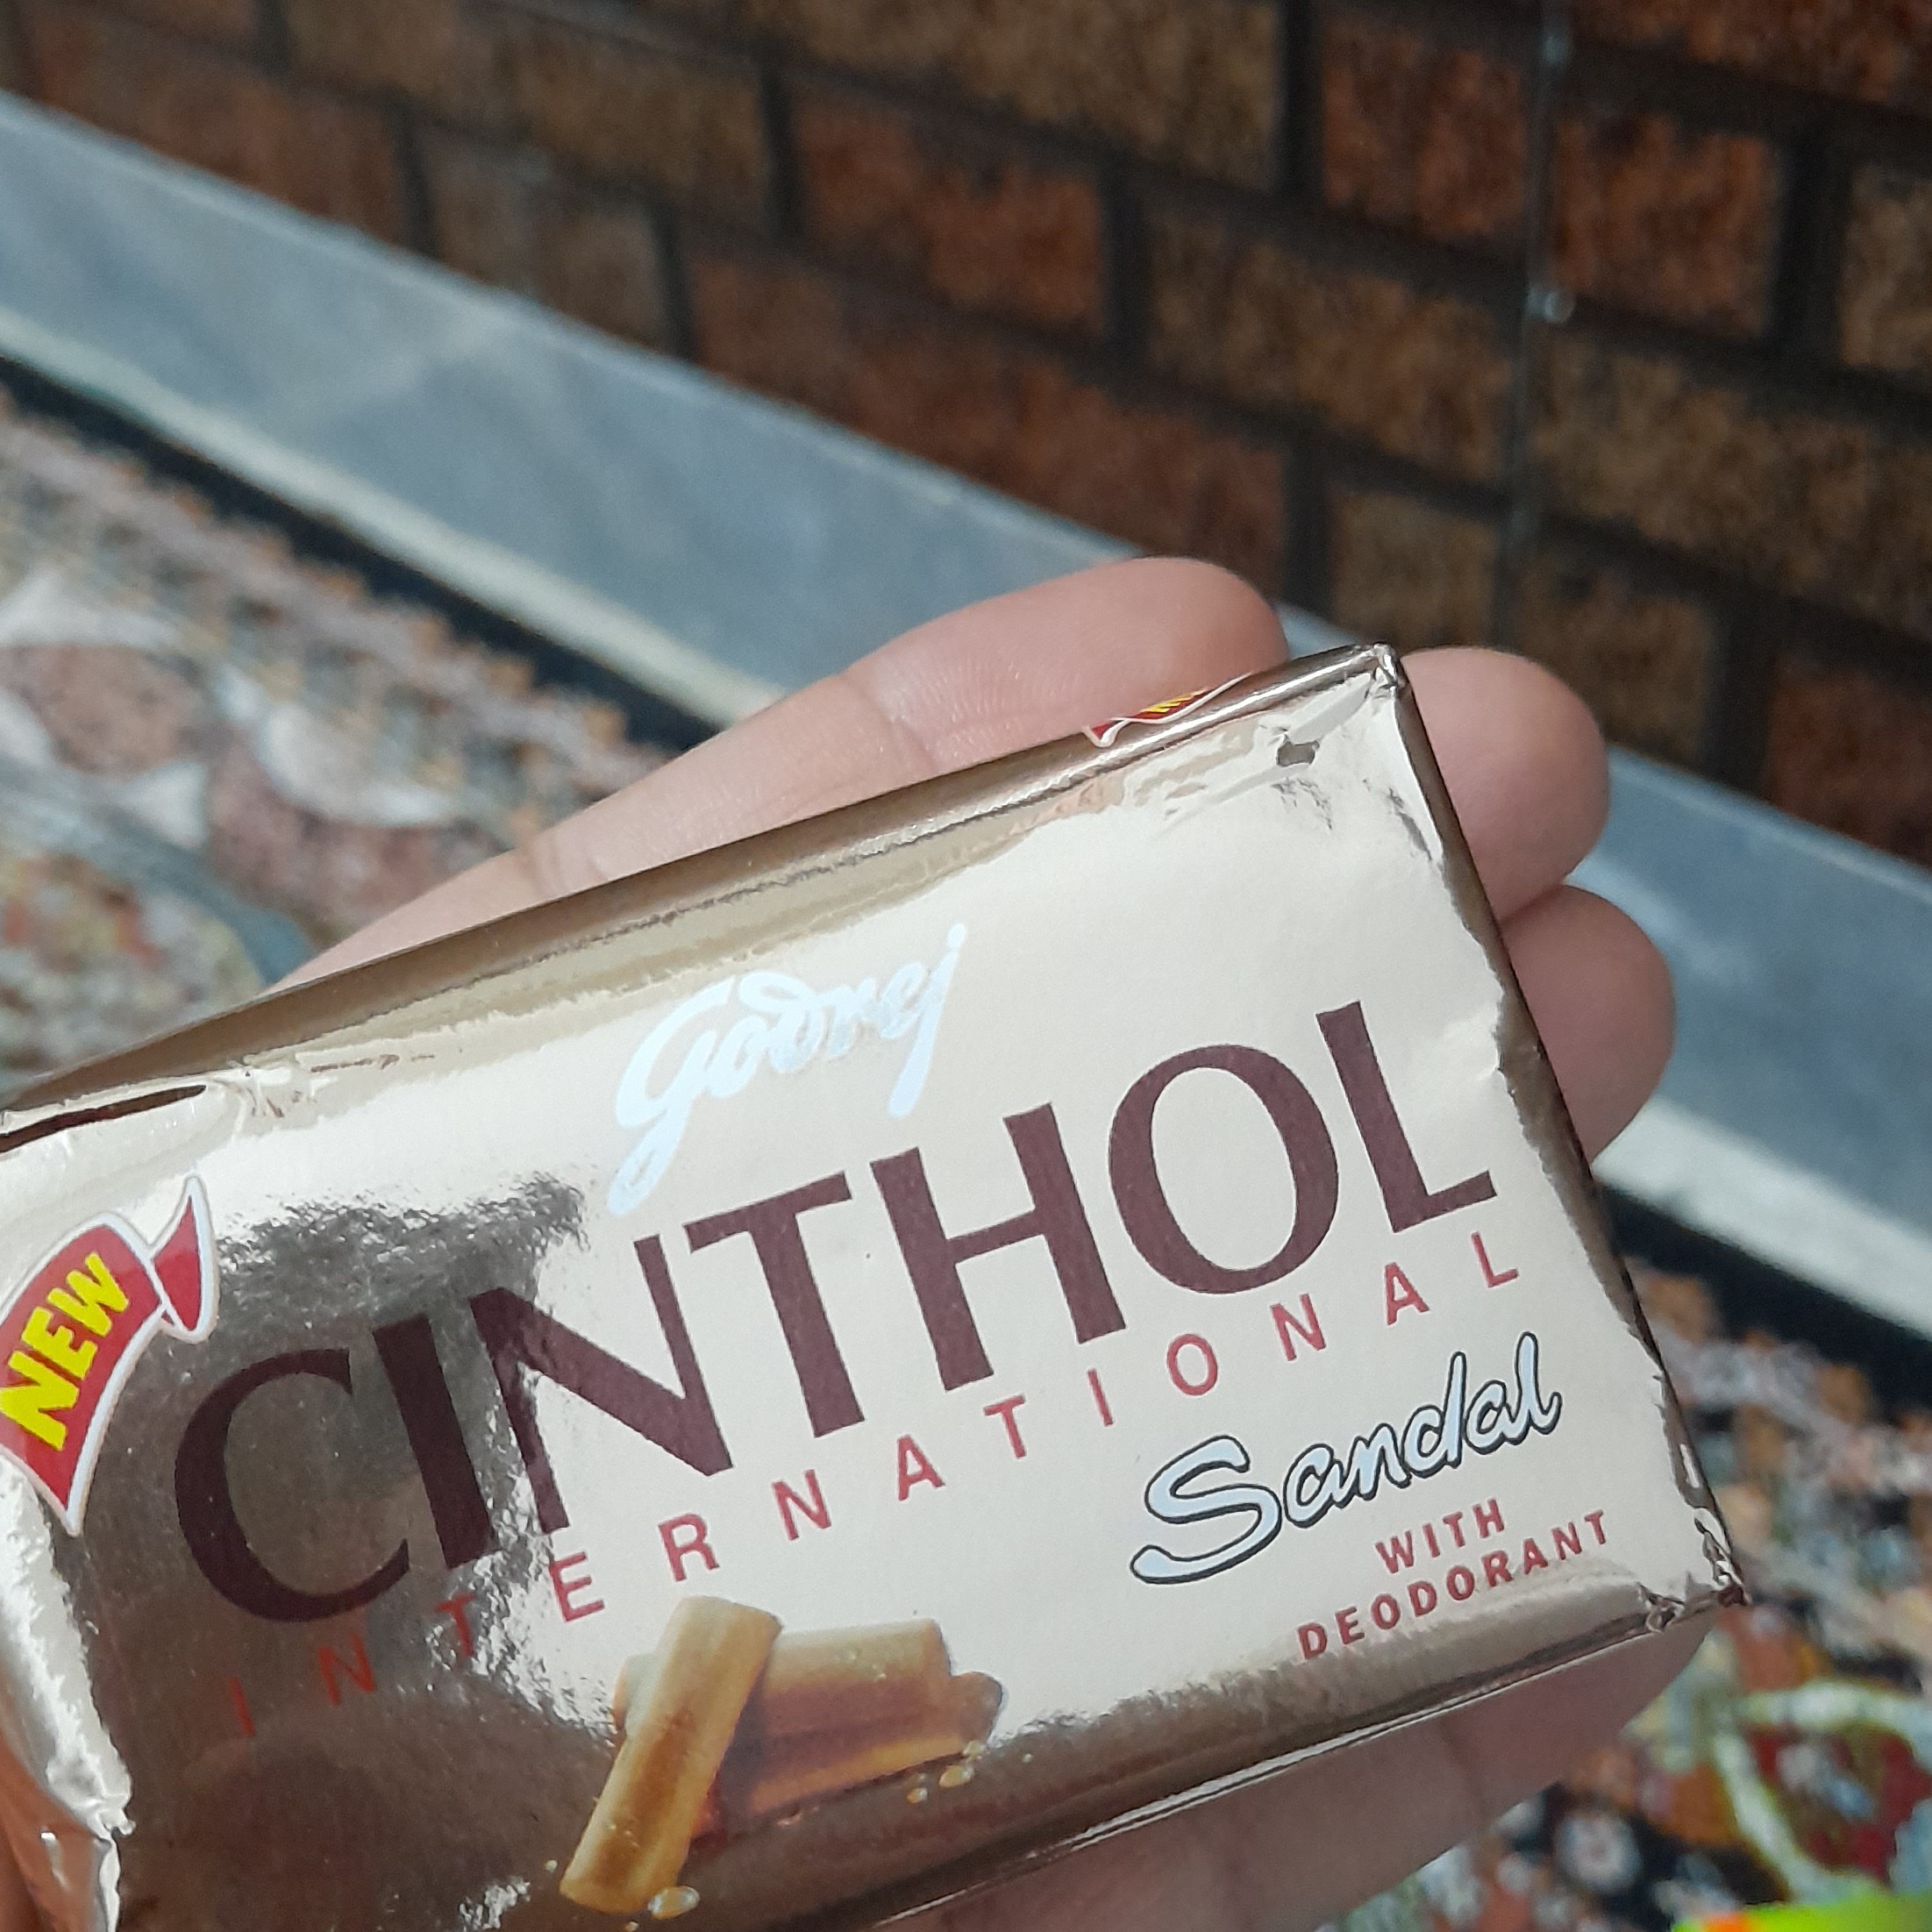 Godrej
NEW
CINTHOL
INTERNATIONAL
Sandal
WITH
DEODORANT